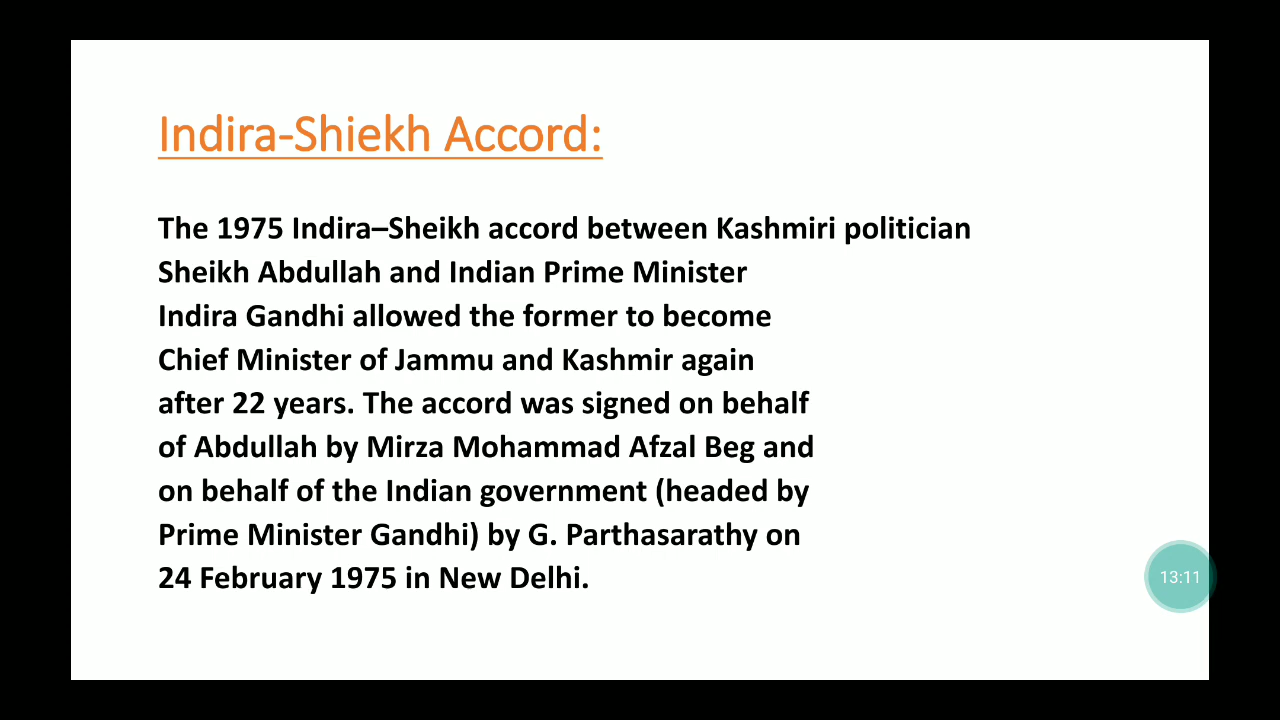 Indira-Shiekh Accord:
The 1975 Indira–Sheikh accord between Kashmiri politician
Sheikh Abdullah and Indian Prime Minister
Indira Gandhi allowed the former to become
Chief Minister of Jammu and Kashmir again
after 22 years. The accord was signed on behalf
of Abdullah by Mirza Mohammad Afzal Beg and
on behalf of the Indian government (headed by
Prime Minister Gandhi) by G. Parthasarathy on
24 February 1975 in New Delhi.
13:11